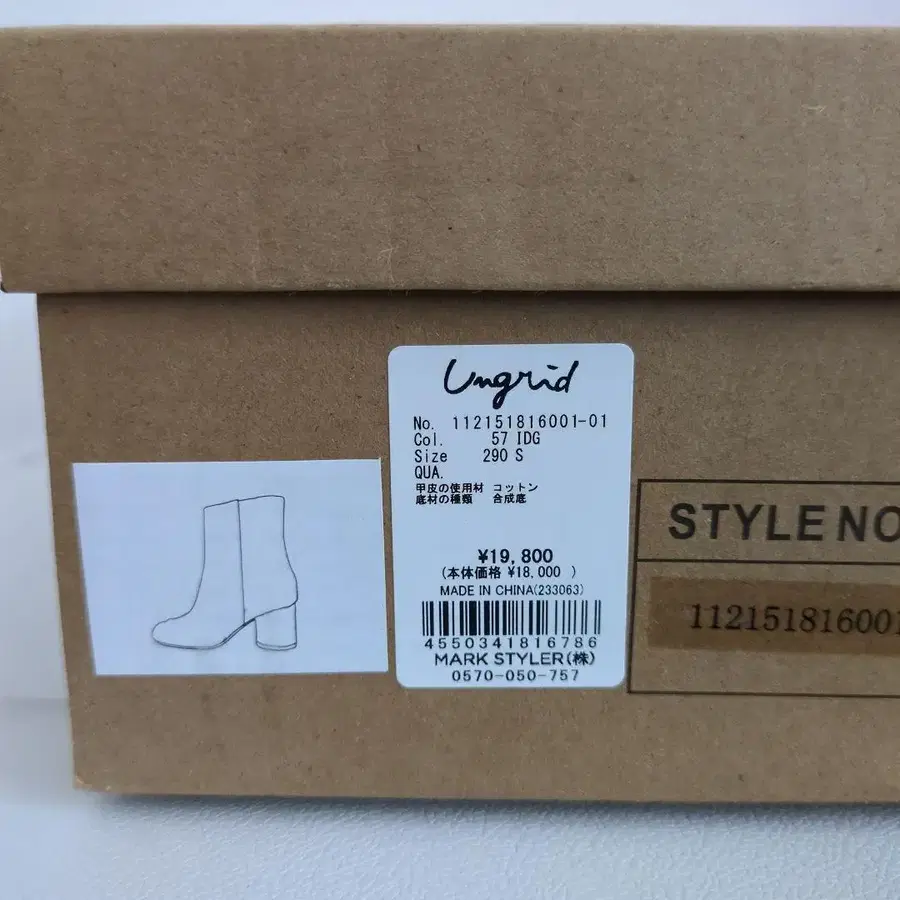 Ungrid
No. 112151816001-01
Col. 57 IDG
Size 290 S
QUA.
甲皮の使用材 コットン
底材の種類 合成底
¥19,800
(本体価格 ¥18,000 )
MADE IN CHINA(233063)
4550341816786
MARK STYLER(株)
0570-050-757
STYLE NO
112151816001